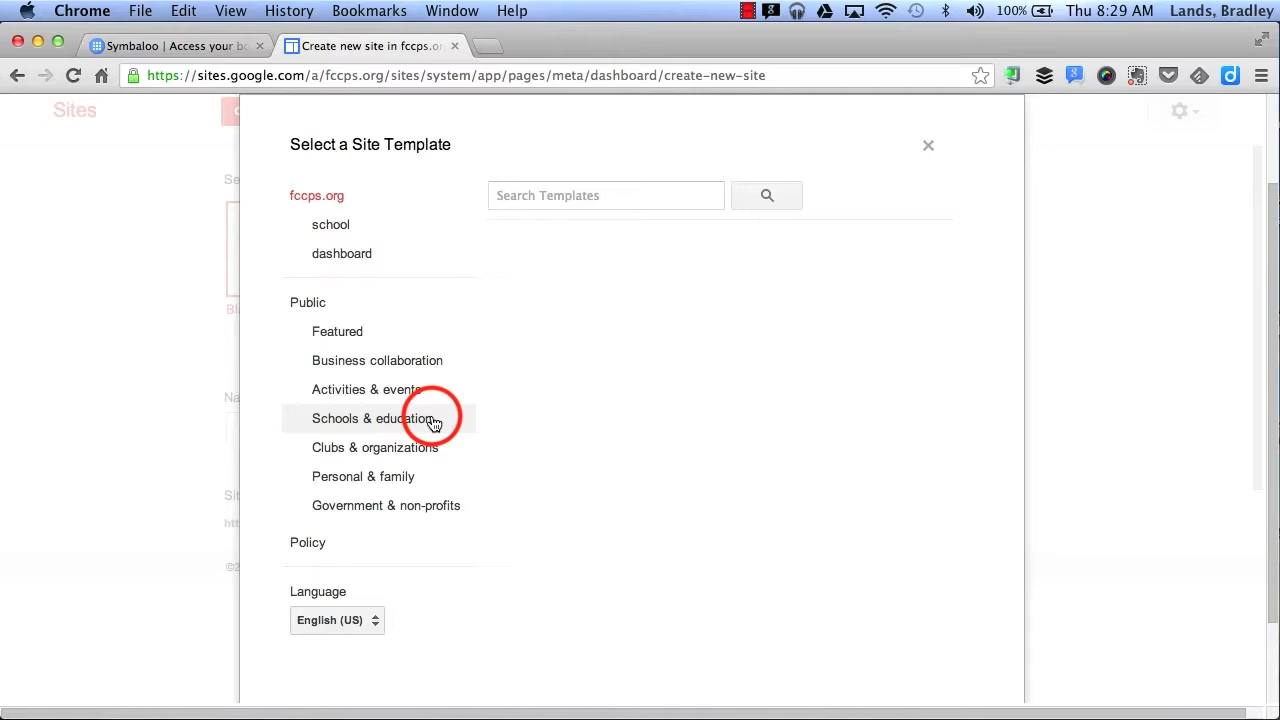 Chrome File Edit View History Bookmarks Window Help 100% Thu 8:29 AM Lands, Bradley
Symbaloo | Access your bo × Create new site in fccps.or ×
https://sites.google.com/a/fccps.org/sites/system/app/pages/meta/dashboard/create-new-site
Sites
Select a Site Template ×
fccps.org Search Templates
school
dashboard
Public
Featured
Business collaboration
Activities & events
Schools & education
Clubs & organizations
Personal & family
Government & non-profits
Policy
Language
English (US)